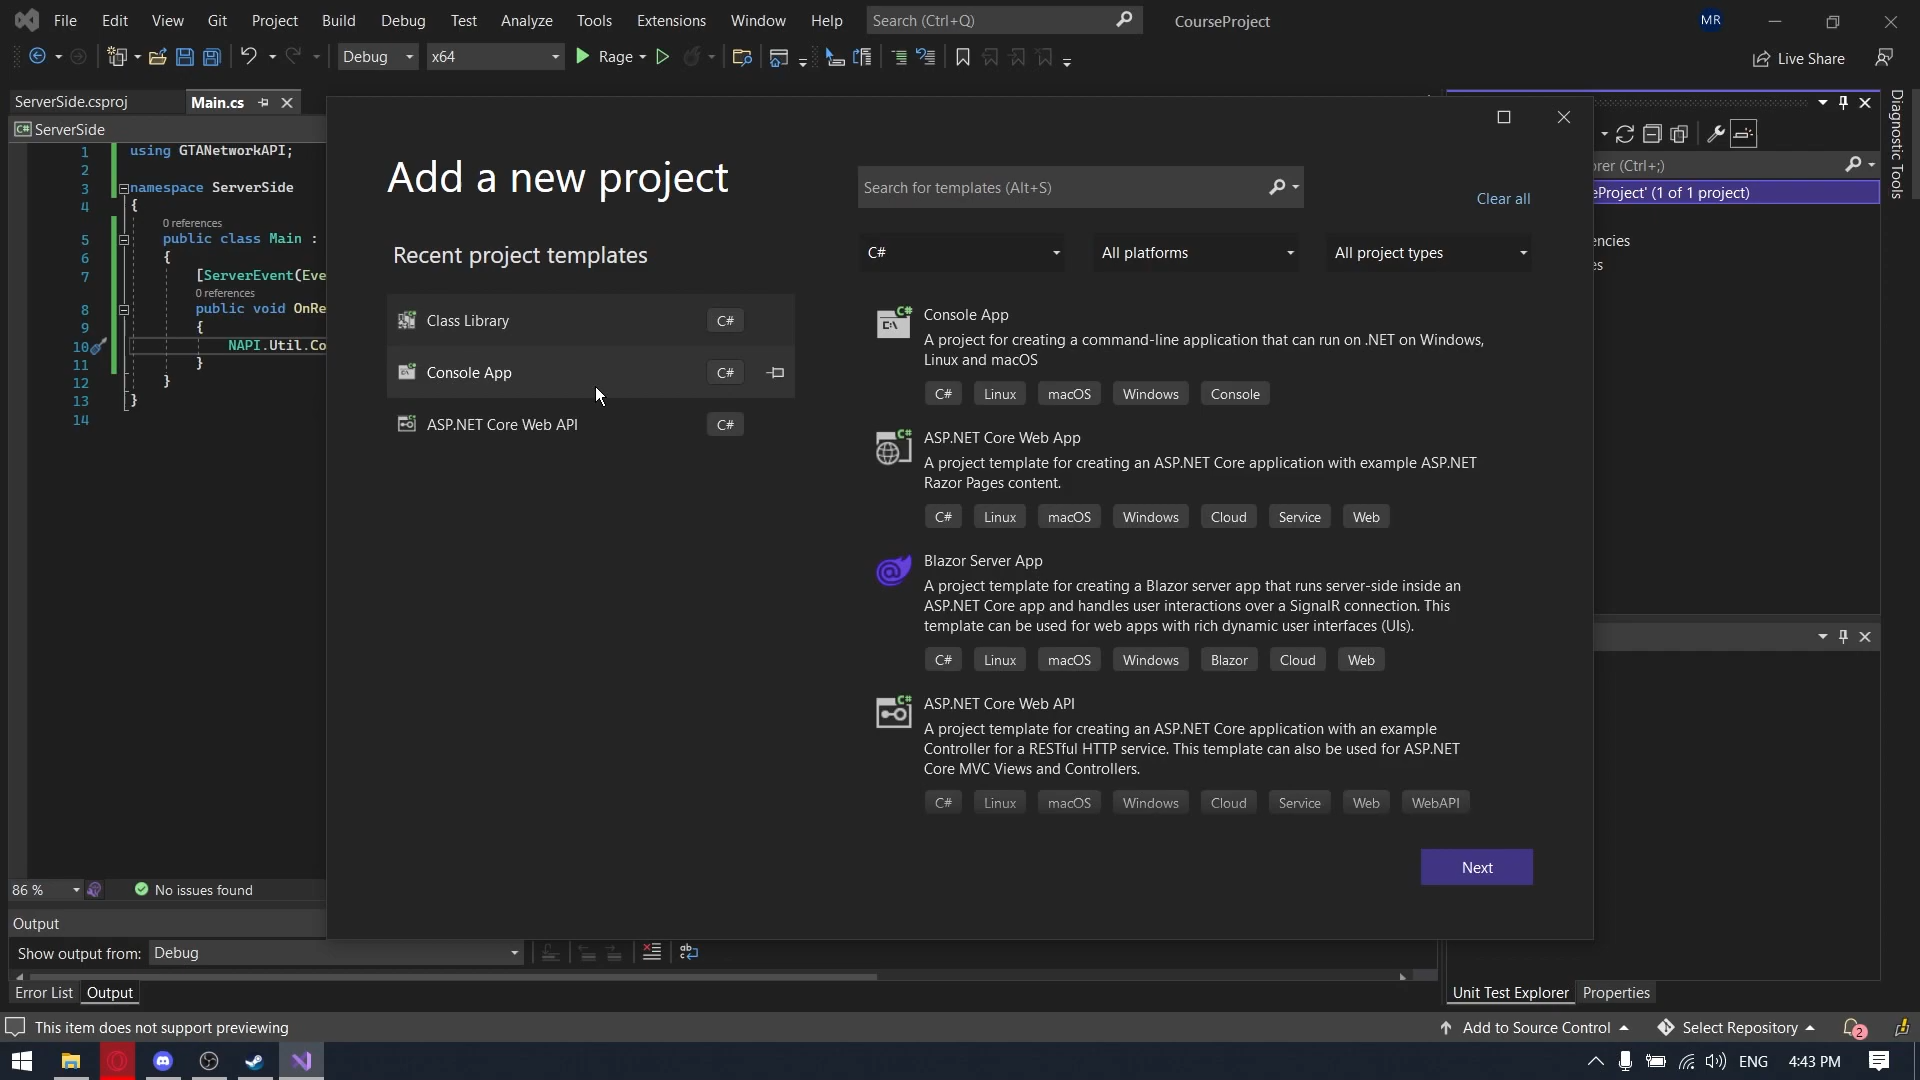 File Edit View Git Project Build Debug Test Analyze Tools Extensions Window Help Search (Ctrl+Q) CourseProject MR
Debug x64 Rage Live Share
ServerSide.csproj Main.cs
C# ServerSide
1 using GTANetworkAPI;
2
3 namespace ServerSide
4 {
0 references
5 public class Main :
6 {
7 [ServerEvent(Eve
0 references
8 public void OnRe
9 {
10 NAPI.Util.Co
11 }
12 }
13 }
14
86 % No issues found
Output
Show output from: Debug
Error List Output
This item does not support previewing
Add a new project
Recent project templates
Class Library C#
Console App C#
ASP.NET Core Web API C#
Search for templates (Alt+S)
Clear all
C# All platforms All project types
Console App
A project for creating a command-line application that can run on .NET on Windows,
Linux and macOS
C# Linux macOS Windows Console
ASP.NET Core Web App
A project template for creating an ASP.NET Core application with example ASP.NET
Razor Pages content.
C# Linux macOS Windows Cloud Service Web
Blazor Server App
A project template for creating a Blazor server app that runs server-side inside an
ASP.NET Core app and handles user interactions over a SignalR connection. This
template can be used for web apps with rich dynamic user interfaces (UIs).
C# Linux macOS Windows Blazor Cloud Web
ASP.NET Core Web API
A project template for creating an ASP.NET Core application with an example
Controller for a RESTful HTTP service. This template can also be used for ASP.NET
Core MVC Views and Controllers.
C# Linux macOS Windows Cloud Service Web WebAPI
Next
orer (Ctrl+;)
eProject' (1 of 1 project)
encies
es
Diagnostic Tools
Unit Test Explorer Properties
Add to Source Control Select Repository 2
ENG 4:43 PM